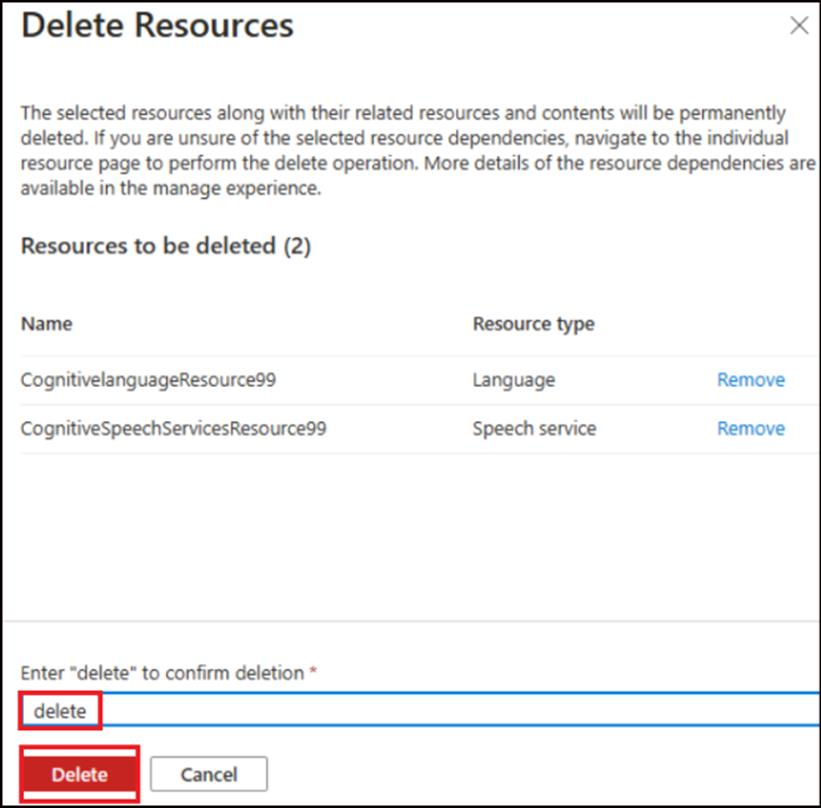 Delete Resources
The selected resources along with their related resources and contents will be permanently
deleted. If you are unsure of the selected resource dependencies, navigate to the individual
resource page to perform the delete operation. More details of the resource dependencies are
available in the manage experience.
Resources to be deleted (2)
Name Resource type
CognitivelanguageResource99 Language Remove
CognitiveSpeechServicesResource99 Speech service Remove
Enter "delete" to confirm deletion *
delete
Delete Cancel